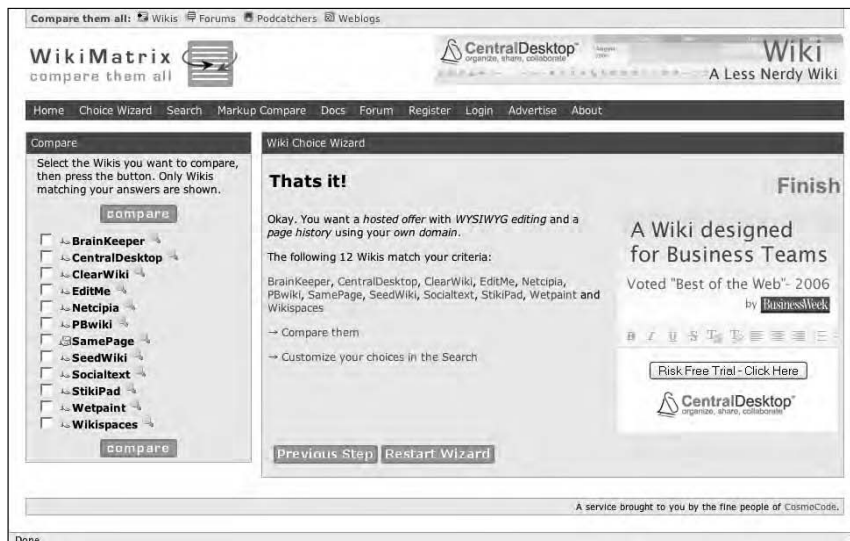 Compare them all: Wikis Forums Podcatchers Weblogs
WikiMatrix
compare them all
CentralDesktop
organize, share, collaborate
Wiki
A Less Nerdy Wiki
Home Choice Wizard Search Markup Compare Docs Forum Register Login Advertise About
Compare
Select the Wikis you want to compare,
then press the button. Only Wikis
matching your answers are shown.
compare
BrainKeeper
CentralDesktop
ClearWiki
EditMe
Netcipia
PBwiki
SamePage
SeedWiki
Socialtext
StikiPad
Wetpaint
Wikispaces
compare
Wiki Choice Wizard
Thats it!
Finish
Okay. You want a hosted offer with WYSIWYG editing and a
page history using your own domain.
The following 12 Wikis match your criteria:
BrainKeeper, CentralDesktop, ClearWiki, EditMe, Netcipia,
PBwiki, SamePage, SeedWiki, Socialtext, StikiPad, Wetpaint and
Wikispaces
→ Compare them
→ Customize your choices in the Search
Previous Step Restart Wizard
A Wiki designed
for Business Teams
Voted "Best of the Web"- 2006
by BusinessWeek
B I U S
Risk Free Trial - Click Here
CentralDesktop
organize, share, collaborate
A service brought to you by the fine people of CosmoCode.
Done